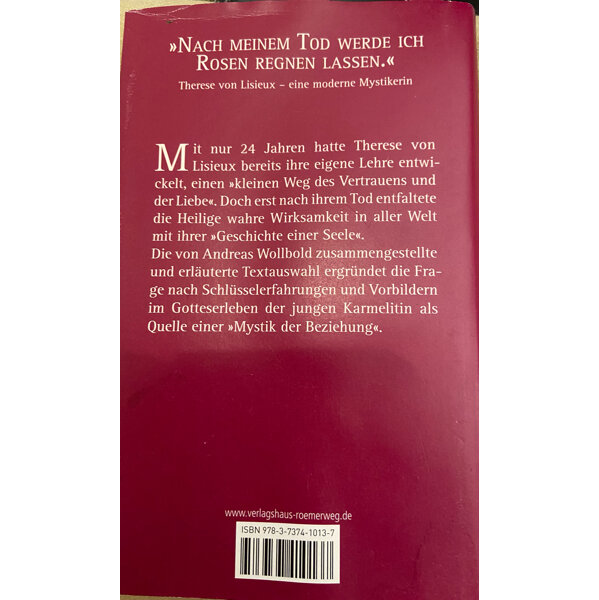 »NACH MEINEM TOD WERDE ICH
ROSEN REGNEN LASSEN.«
Therese von Lisieux – eine moderne Mystikerin
Mit nur 24 Jahren hatte Therese von
Lisieux bereits ihre eigene Lehre entwi-
ckelt, einen »kleinen Weg des Vertrauens und
der Liebe«. Doch erst nach ihrem Tod entfaltete
die Heilige wahre Wirksamkeit in aller Welt
mit ihrer »Geschichte einer Seele«.
Die von Andreas Wollbold zusammengestellte
und erläuterte Textauswahl ergründet die Fra-
ge nach Schlüsselerfahrungen und Vorbildern
im Gotteserleben der jungen Karmelitin als
Quelle einer »Mystik der Beziehung«.
www.verlagshaus-roemerweg.de
ISBN 978-3-7374-1013-7